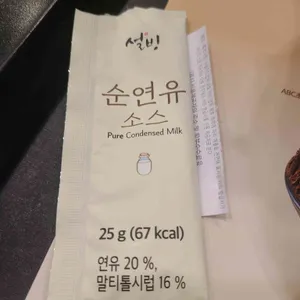 설빙
순연유
소스
Pure Condensed Milk
25 g (67 kcal)
연유 20 %,
말티톨시럽 16 %